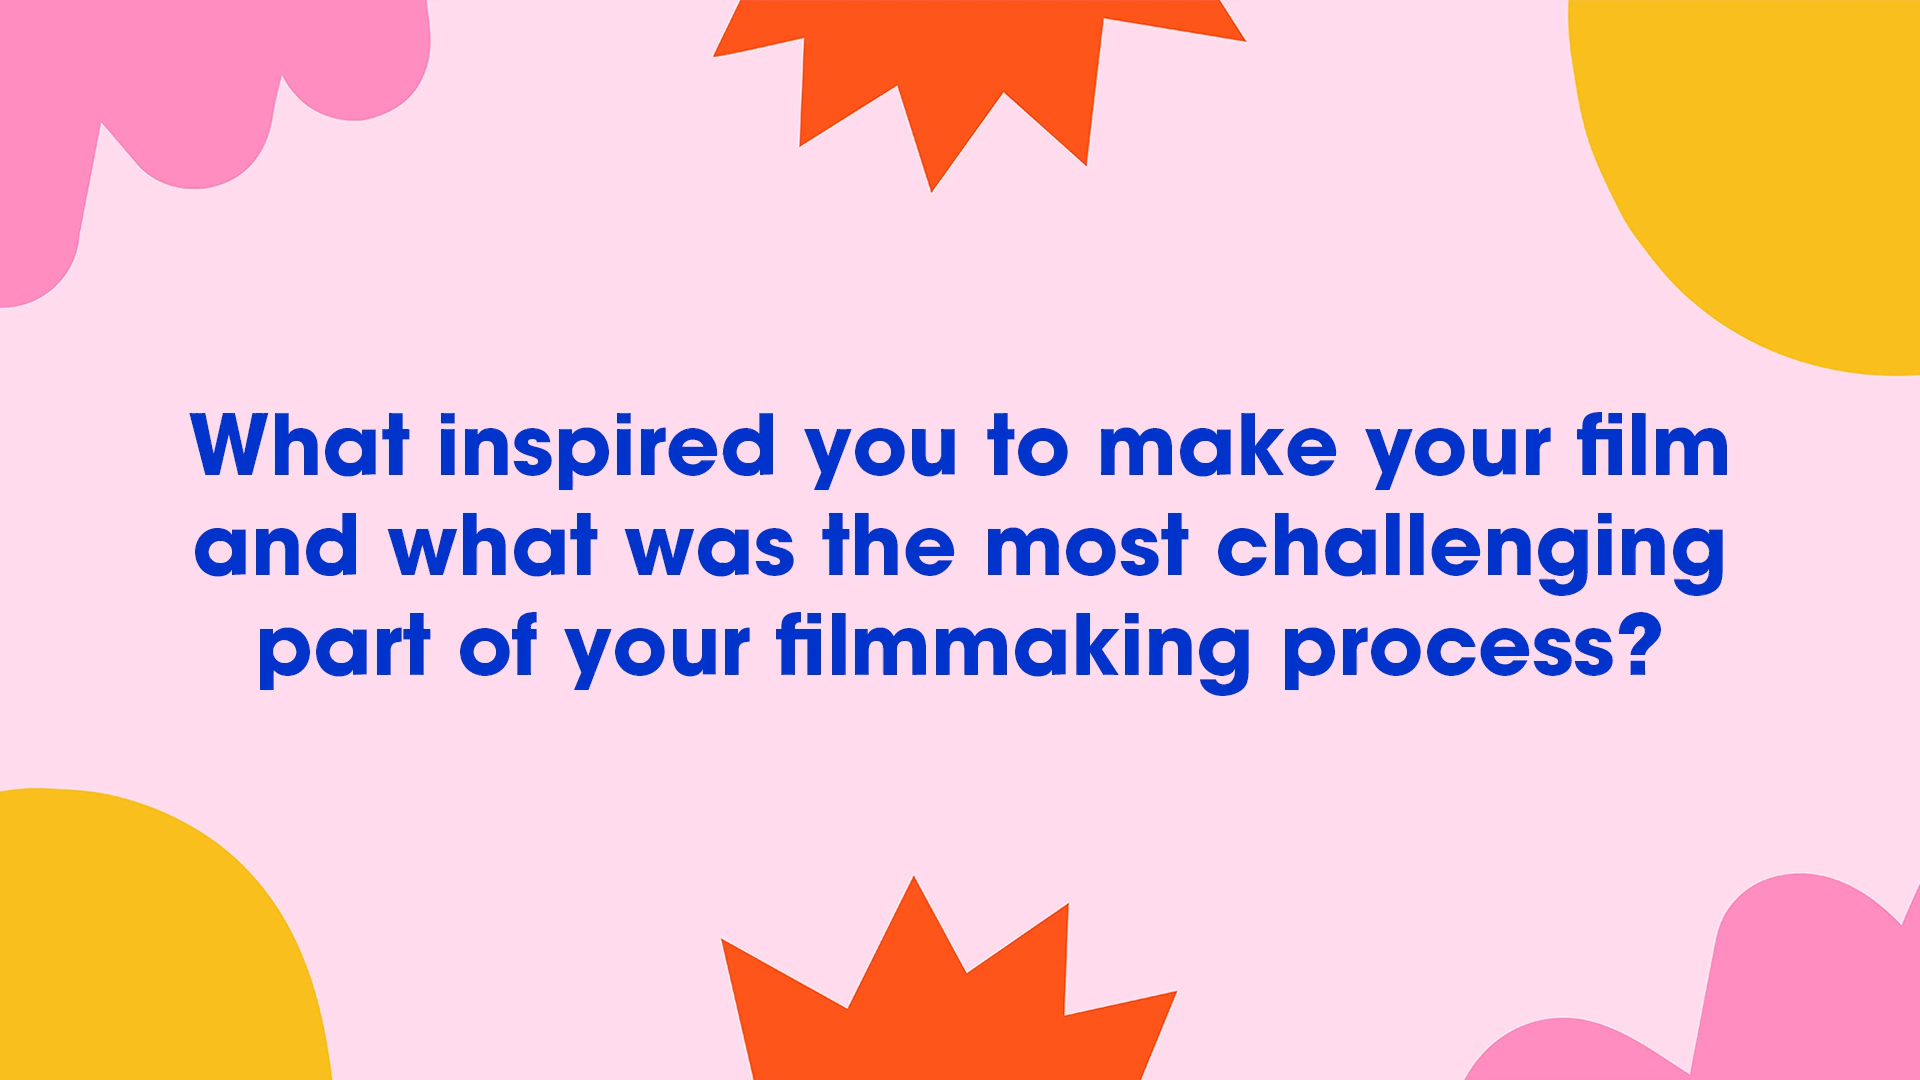 What inspired you to make your film
and what was the most challenging
part of your filmmaking process?